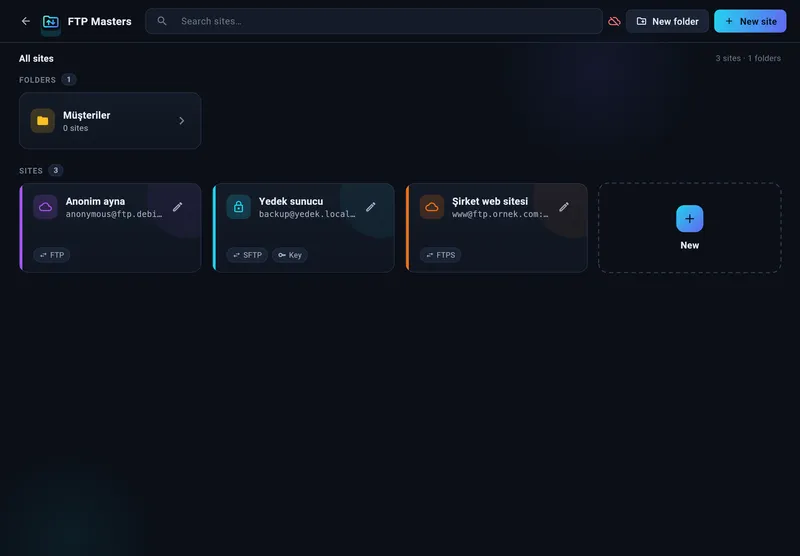 FTP Masters
Search sites...
New folder
New site
All sites
3 sites · 1 folders
FOLDERS 1
Müşteriler
0 sites
SITES 3
Anonim ayna
anonymous@ftp.debi…
FTP
Yedek sunucu
backup@yedek.local…
SFTP
Key
Şirket web sitesi
www@ftp.ornek.com:…
FTPS
New